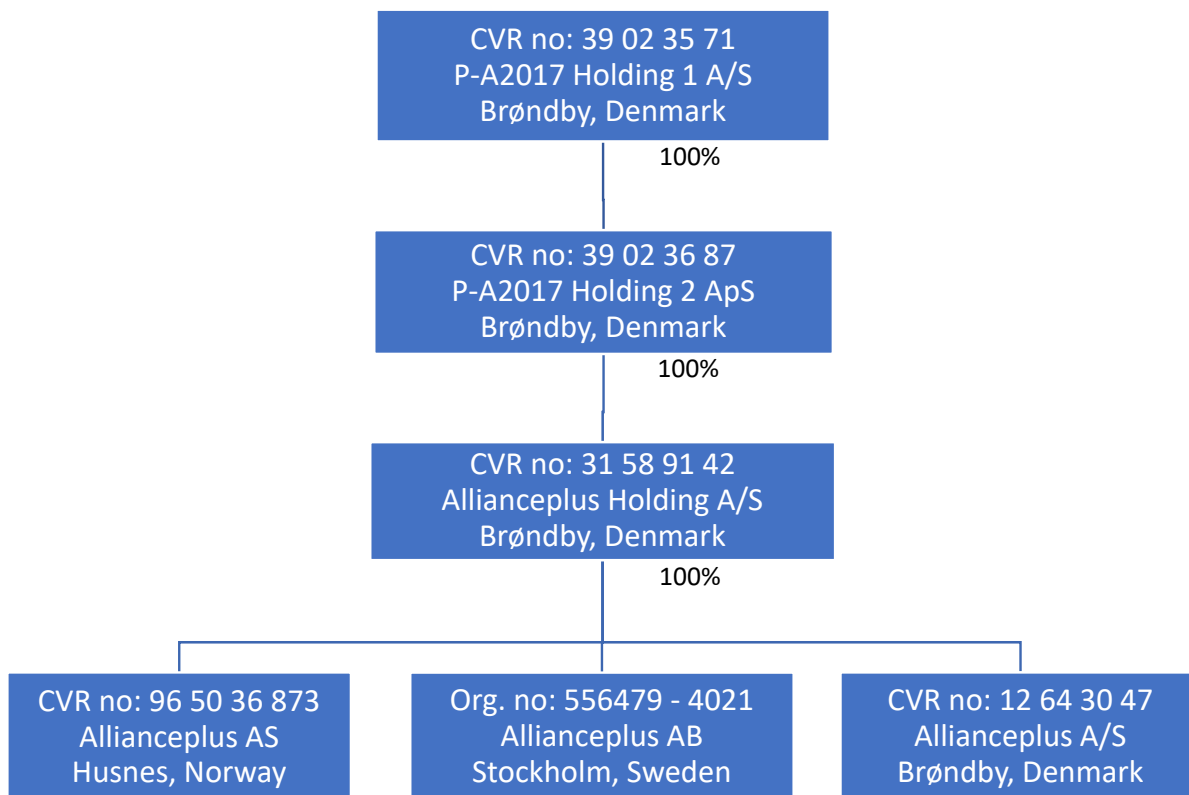 CVR no: 39 02 35 71
P-A2017 Holding 1 A/S
Brøndby, Denmark
100%
CVR no: 39 02 36 87
P-A2017 Holding 2 ApS
Brøndby, Denmark
100%
CVR no: 31 58 91 42
Allianceplus Holding A/S
Brøndby, Denmark
100%
CVR no: 96 50 36 873
Allianceplus AS
Husnes, Norway
Org. no: 556479 - 4021
Allianceplus AB
Stockholm, Sweden
CVR no: 12 64 30 47
Allianceplus A/S
Brøndby, Denmark